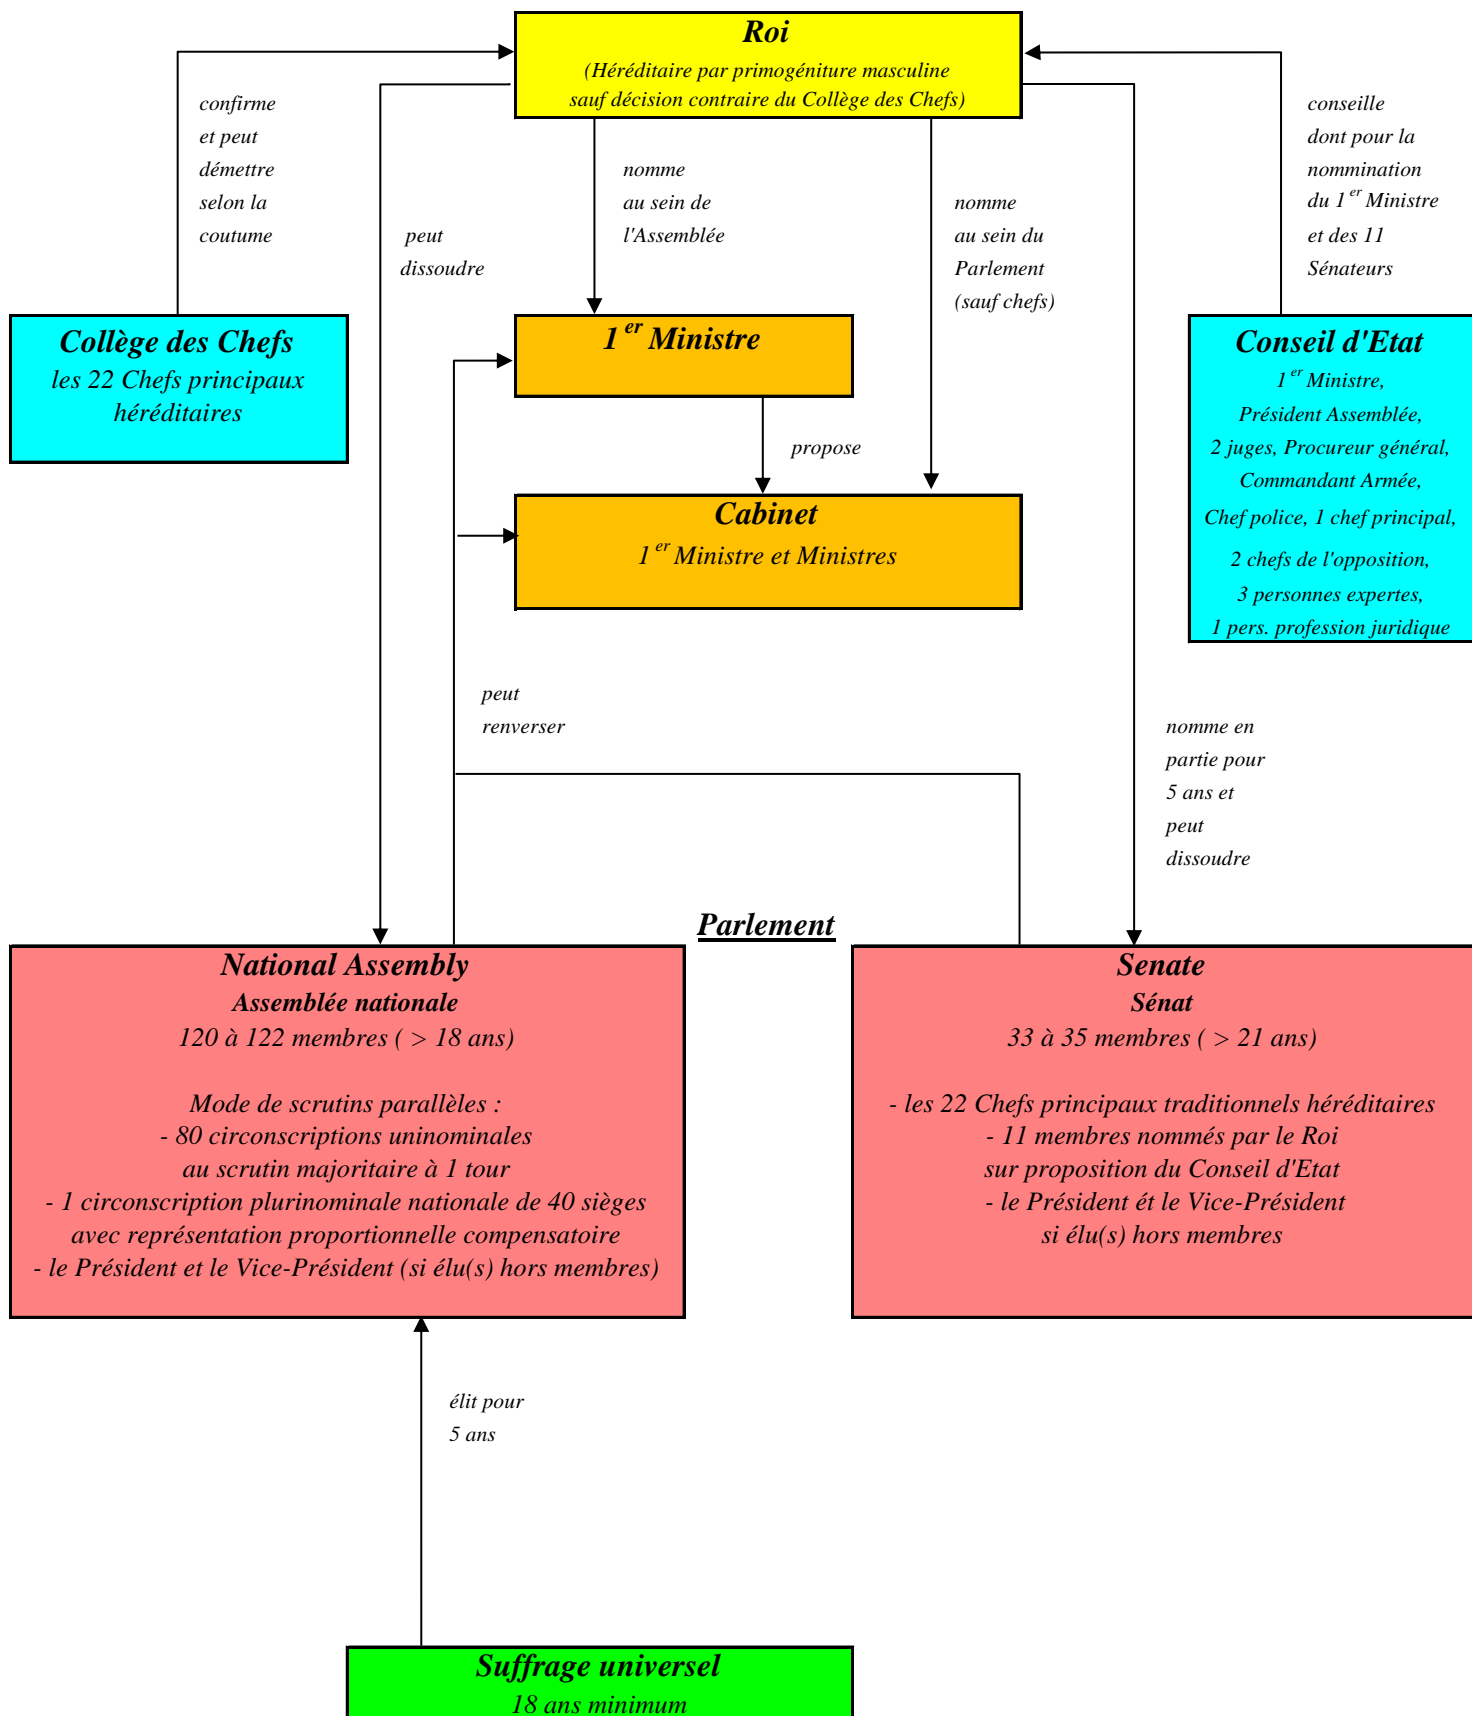 Roi
(Héréditaire par primogéniture masculine
sauf décision contraire du Collège des Chefs)
confirme
et peut
démettre
selon la
coutume
peut
dissoudre
nomme
au sein de
l'Assemblée
nomme
au sein du
Parlement
(sauf chefs)
conseille
dont pour la
nommination
du 1er Ministre
et des 11
Sénateurs
Collège des Chefs
les 22 Chefs principaux
héréditaires
1er Ministre
propose
Cabinet
1er Ministre et Ministres
Conseil d'Etat
1er Ministre,
Président Assemblée,
2 juges, Procureur général,
Commandant Armée,
Chef police, 1 chef principal,
2 chefs de l'opposition,
3 personnes expertes,
1 pers. profession juridique
peut
renverser
nomme en
partie pour
5 ans et
peut
dissoudre
Parlement
National Assembly
Assemblée nationale
120 à 122 membres ( > 18 ans)
Mode de scrutins parallèles :
- 80 circonscriptions uninominales
au scrutin majoritaire à 1 tour
- 1 circonscription plurinominale nationale de 40 sièges
avec représentation proportionnelle compensatoire
- le Président et le Vice-Président (si élu(s) hors membres)
Senate
Sénat
33 à 35 membres ( > 21 ans)
- les 22 Chefs principaux traditionnels héréditaires
- 11 membres nommés par le Roi
sur proposition du Conseil d'Etat
- le Président ét le Vice-Président
si élu(s) hors membres
élit pour
5 ans
Suffrage universel
18 ans minimum